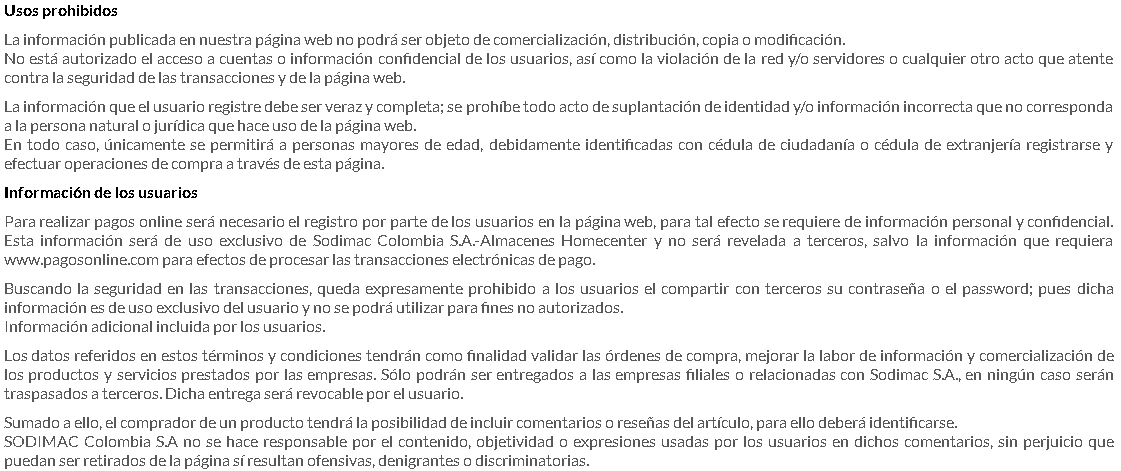 Usos prohibidos
La información publicada en nuestra página web no podrá ser objeto de comercialización, distribución, copia o modificación.
No está autorizado el acceso a cuentas o información confidencial de los usuarios, así como la violación de la red y/o servidores o cualquier otro acto que atente
contra la seguridad de las transacciones y de la página web.
La información que el usuario registre debe ser veraz y completa; se prohíbe todo acto de suplantación de identidad y/o información incorrecta que no corresponda
a la persona natural o jurídica que hace uso de la página web.
En todo caso, únicamente se permitirá a personas mayores de edad, debidamente identificadas con cédula de ciudadanía o cédula de extranjería registrarse y
efectuar operaciones de compra a través de esta página.
Información de los usuarios
Para realizar pagos online será necesario el registro por parte de los usuarios en la página web, para tal efecto se requiere de información personal y confidencial.
Esta información será de uso exclusivo de Sodimac Colombia S.A.-Almacenes Homecenter y no será revelada a terceros, salvo la información que requiera
www.pagosonline.com para efectos de procesar las transacciones electrónicas de pago.
Buscando la seguridad en las transacciones, queda expresamente prohibido a los usuarios el compartir con terceros su contraseña o el password; pues dicha
información es de uso exclusivo del usuario y no se podrá utilizar para fines no autorizados.
Información adicional incluida por los usuarios.
Los datos referidos en estos términos y condiciones tendrán como finalidad validar las órdenes de compra, mejorar la labor de información y comercialización de
los productos y servicios prestados por las empresas. Sólo podrán ser entregados a las empresas filiales o relacionadas con Sodimac S.A., en ningún caso serán
traspasados a terceros. Dicha entrega será revocable por el usuario.
Sumado a ello, el comprador de un producto tendrá la posibilidad de incluir comentarios o reseñas del artículo, para ello deberá identificarse.
SODIMAC Colombia S.A no se hace responsable por el contenido, objetividad o expresiones usadas por los usuarios en dichos comentarios, sin perjuicio que
puedan ser retirados de la página sí resultan ofensivas, denigrantes o discriminatorias.